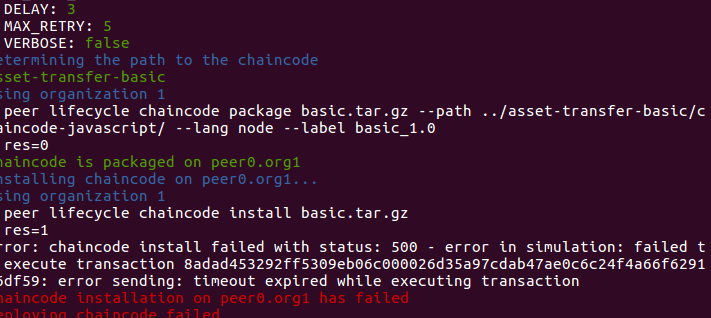 DELAY: 3
MAX_RETRY: 5
VERBOSE: false
etermining the path to the chaincode
sset-transfer-basic
sing organization 1
peer lifecycle chaincode package basic.tar.gz --path ../asset-transfer-basic/c
aincode-javascript/ --lang node --label basic_1.0
res=0
haincode is packaged on peer0.org1
nstalling chaincode on peer0.org1...
sing organization 1
peer lifecycle chaincode install basic.tar.gz
res=1
rror: chaincode install failed with status: 500 - error in simulation: failed t
execute transaction 8adad453292ff5309eb06c000026d35a97cdab47ae0c6c24f4a66f6291
6df59: error sending: timeout expired while executing transaction
haincode installation on peer0.org1 has failed
eploying chaincode failed